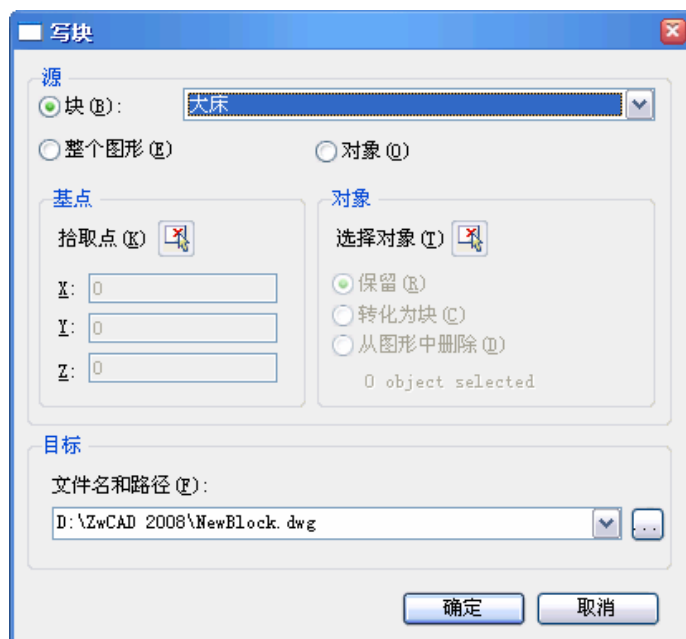 写块
源
块(B):
大床
整个图形(E)
对象(O)
基点
拾取点(K)
X: 0
Y: 0
Z: 0
对象
选择对象(T)
保留(R)
转化为块(C)
从图形中删除(D)
0 object selected
目标
文件名和路径(F):
D:\ZwCAD 2008\NewBlock.dwg
...
确定
取消